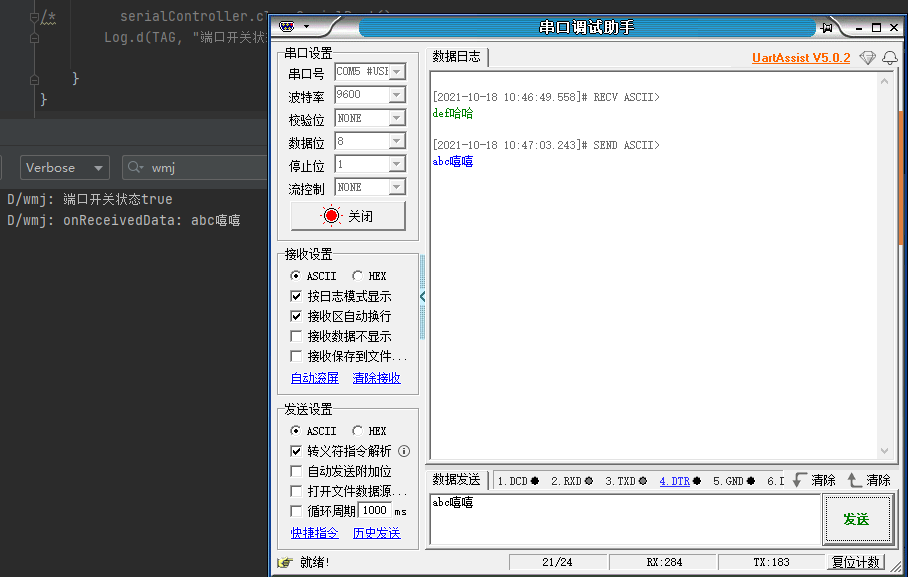 /*
serialController.cl
Log.d(TAG, "端口开关状
}
}
Verbose
wmj
D/wmj: 端口开关状态true
D/wmj: onReceivedData: abc嘻嘻
串口调试助手
串口设置
串口号 COM5 #USI
波特率 9600
校验位 NONE
数据位 8
停止位 1
流控制 NONE
关闭
接收设置
ASCII HEX
按日志模式显示
接收区自动换行
接收数据不显示
接收保存到文件...
自动滚屏 清除接收
发送设置
ASCII HEX
转义符指令解析
自动发送附加位
打开文件数据源...
循环周期 1000 ms
快捷指令 历史发送
数据日志
UartAssist V5.0.2
[2021-10-18 10:46:49.558]# RECV ASCII>
def哈哈
[2021-10-18 10:47:03.243]# SEND ASCII>
abc嘻嘻
数据发送 1.DCD 2.RXD 3.TXD 4.DTR 5.GND 6.I 清除 清除
abc嘻嘻
发送
就绪! 21/24 RX:284 TX:183 复位计数